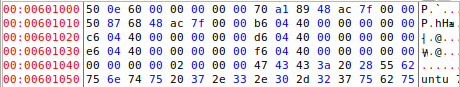 00:00601000 50 0e 60 00 00 00 00 00 70 a1 89 48 ac 7f 00 00 P.`...
00:00601010 50 87 68 48 ac 7f 00 00 b6 04 40 00 00 00 00 00 P.hH
00:00601020 c6 04 40 00 00 00 00 00 d6 04 40 00 00 00 00 00 .@...
00:00601030 e6 04 40 00 00 00 00 00 f6 04 40 00 00 00 00 00 .@...
00:00601040 00 00 00 00 02 00 00 00 47 43 43 3a 20 28 55 62 ......
00:00601050 75 6e 74 75 20 37 2e 33 2e 30 2d 32 37 75 62 75 untu 7